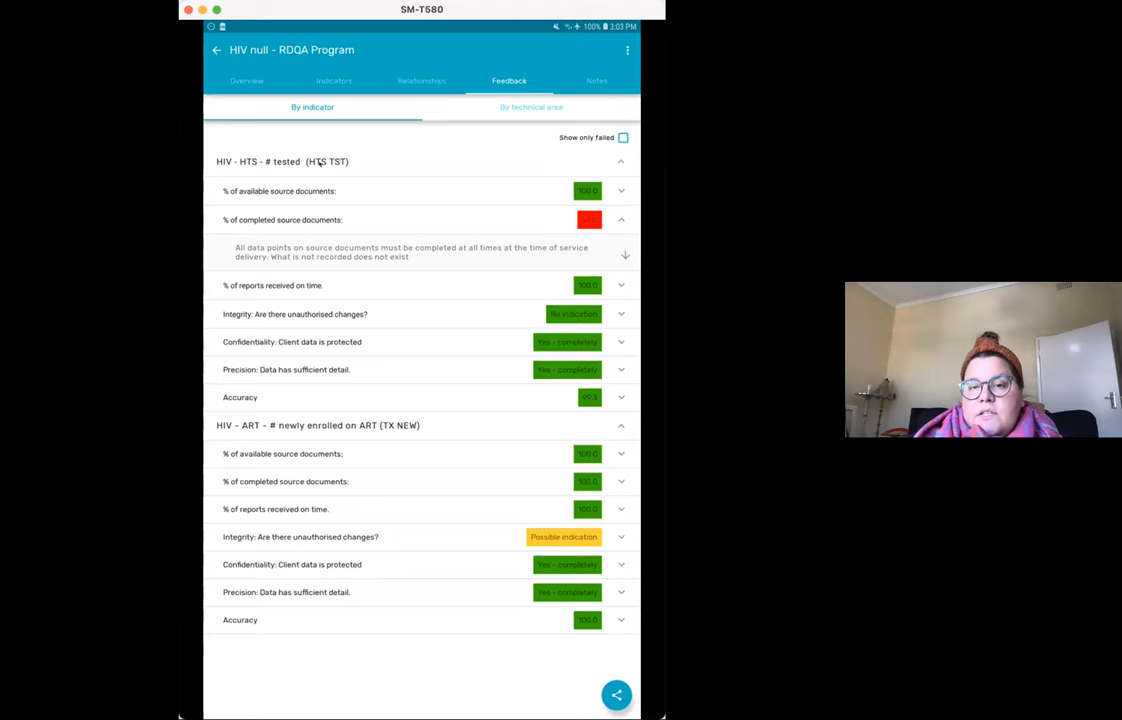 SM-T580
100% 3:03 PM
HIV null - RDQA Program
Overview Indicators Relationships Feedback Notes
By indicator By technical area
Show only failed
HIV - HTS - # tested (HTS TST)
% of available source documents: 100.0
% of completed source documents:
All data points on source documents must be completed at all times at the time of service
delivery. What is not recorded does not exist
% of reports received on time. 100.0
Integrity: Are there unauthorised changes? No indication
Confidentiality: Client data is protected Yes - completely
Precision: Data has sufficient detail. Yes - completely
Accuracy 99.3
HIV - ART - # newly enrolled on ART (TX NEW)
% of available source documents: 100.0
% of completed source documents: 100.0
% of reports received on time. 100.0
Integrity: Are there unauthorised changes? Possible indication
Confidentiality: Client data is protected Yes - completely
Precision: Data has sufficient detail. Yes - completely
Accuracy 100.0